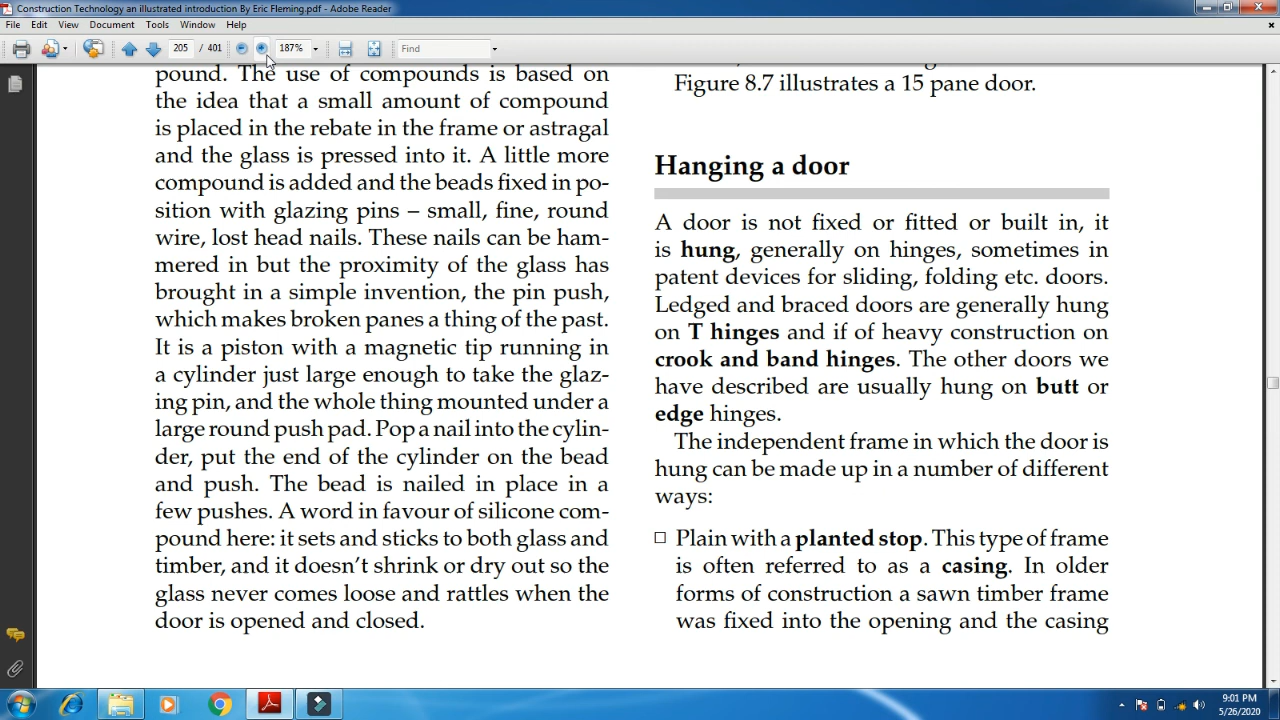 Construction Technology an illustrated introduction By Eric Fleming.pdf - Adobe Reader
File Edit View Document Tools Window Help
205 / 401 187% Find
pound. The use of compounds is based on
the idea that a small amount of compound
is placed in the rebate in the frame or astragal
and the glass is pressed into it. A little more
compound is added and the beads fixed in po-
sition with glazing pins – small, fine, round
wire, lost head nails. These nails can be ham-
mered in but the proximity of the glass has
brought in a simple invention, the pin push,
which makes broken panes a thing of the past.
It is a piston with a magnetic tip running in
a cylinder just large enough to take the glaz-
ing pin, and the whole thing mounted under a
large round push pad. Pop a nail into the cylin-
der, put the end of the cylinder on the bead
and push. The bead is nailed in place in a
few pushes. A word in favour of silicone com-
pound here: it sets and sticks to both glass and
timber, and it doesn't shrink or dry out so the
glass never comes loose and rattles when the
door is opened and closed.
Figure 8.7 illustrates a 15 pane door.
Hanging a door
A door is not fixed or fitted or built in, it
is hung, generally on hinges, sometimes in
patent devices for sliding, folding etc. doors.
Ledged and braced doors are generally hung
on T hinges and if of heavy construction on
crook and band hinges. The other doors we
have described are usually hung on butt or
edge hinges.
The independent frame in which the door is
hung can be made up in a number of different
ways:
□ Plain with a planted stop. This type of frame
is often referred to as a casing. In older
forms of construction a sawn timber frame
was fixed into the opening and the casing
9:01 PM
5/26/2020